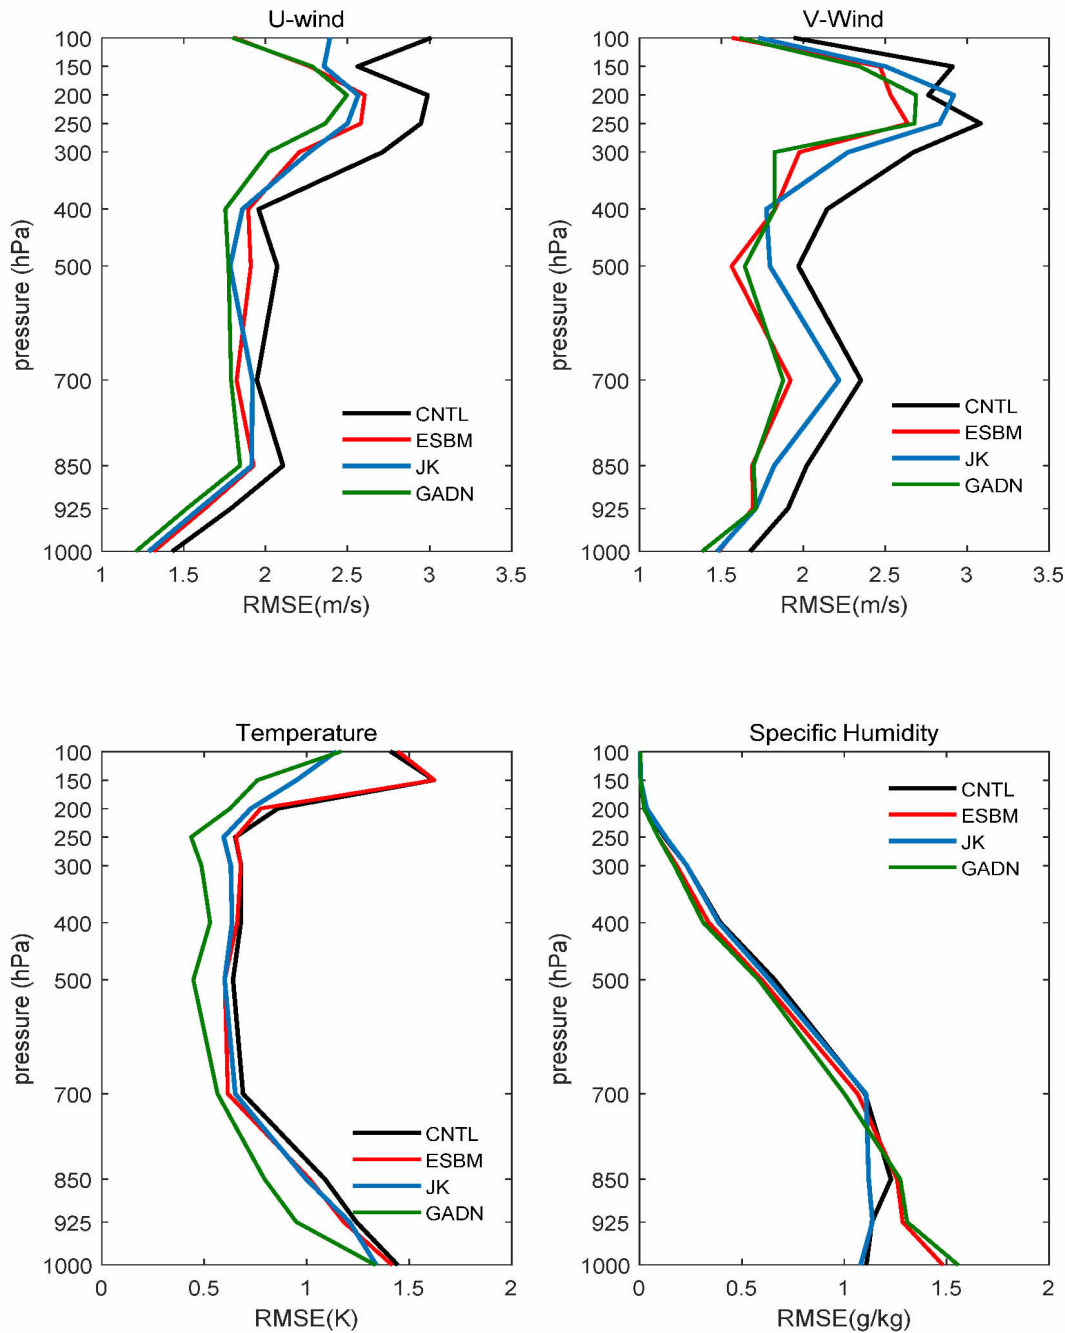 U-wind
100
150
200
250
300
400
500
700
850
925
1000
pressure (hPa)
CNTL
ESBM
JK
GADN
1 1.5 2 2.5 3 3.5
RMSE(m/s)
V-Wind
100
150
200
250
300
400
500
700
850
925
1000
pressure (hPa)
CNTL
ESBM
JK
GADN
1 1.5 2 2.5 3 3.5
RMSE(m/s)
Temperature
100
150
200
250
300
400
500
700
850
925
1000
pressure (hPa)
CNTL
ESBM
JK
GADN
0 0.5 1 1.5 2
RMSE(K)
Specific Humidity
100
150
200
250
300
400
500
700
850
925
1000
pressure (hPa)
CNTL
ESBM
JK
GADN
0 0.5 1 1.5 2
RMSE(g/kg)